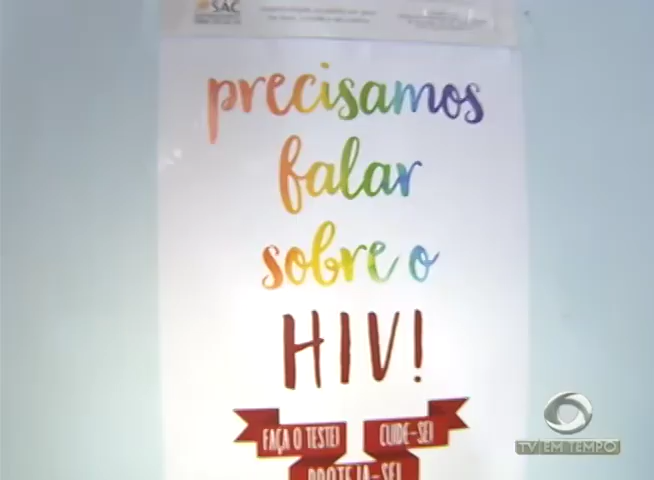 SAC
precisamos
falar
sobre o
HIV!
FAÇA O TESTE!
CUIDE-SE!
PROTEJA-SE!
TV EM TEMPO